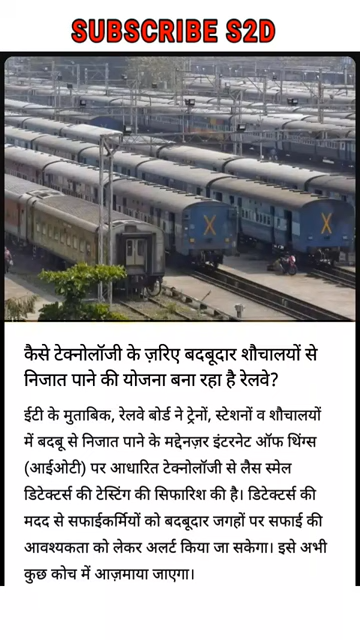 SUBSCRIBE S2D
कैसे टेक्नोलॉजी के ज़रिए बदबूदार शौचालयों से
निजात पाने की योजना बना रहा है रेलवे?
ईटी के मुताबिक, रेलवे बोर्ड ने ट्रेनों, स्टेशनों व शौचालयों
में बदबू से निजात पाने के मद्देनज़र इंटरनेट ऑफ थिंग्स
(आईओटी) पर आधारित टेक्नोलॉजी से लैस स्मेल
डिटेक्टर्स की टेस्टिंग की सिफारिश की है। डिटेक्टर्स की
मदद से सफाईकर्मियों को बदबूदार जगहों पर सफाई की
आवश्यकता को लेकर अलर्ट किया जा सकेगा। इसे अभी
कुछ कोच में आज़माया जाएगा।